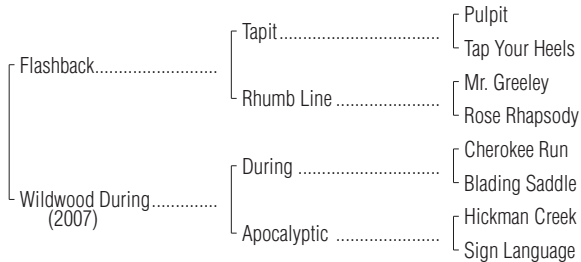 Pulpit
Tapit
Tap Your Heels
Flashback
Mr. Greeley
Rhumb Line
Rose Rhapsody
Cherokee Run
During
Blading Saddle
Wildwood During
(2007)
Hickman Creek
Apocalyptic
Sign Language